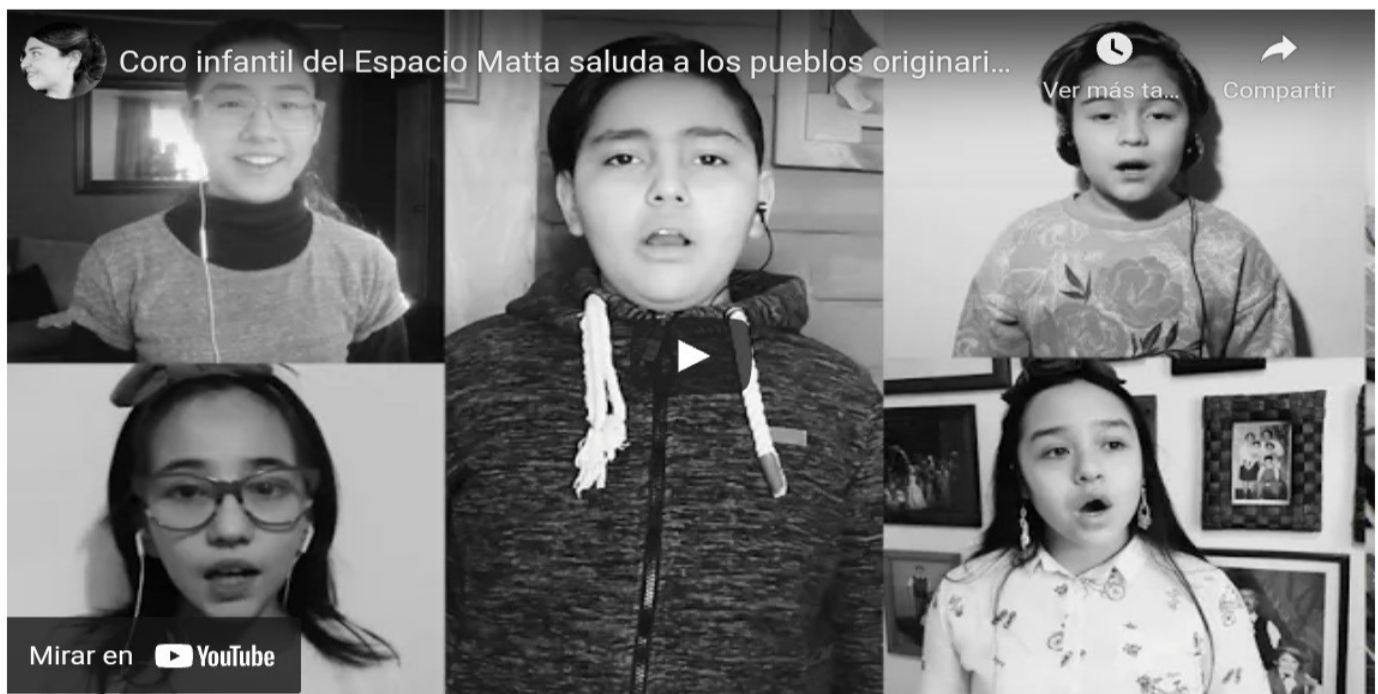 Coro infantil del Espacio Matta saluda a los pueblos originari...
Ver más ta...
Compartir
Mirar en YouTube